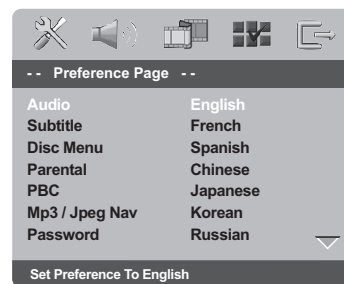 -- Preference Page --
Audio English
Subtitle French
Disc Menu Spanish
Parental Chinese
PBC Japanese
Mp3 / Jpeg Nav Korean
Password Russian
Set Preference To English